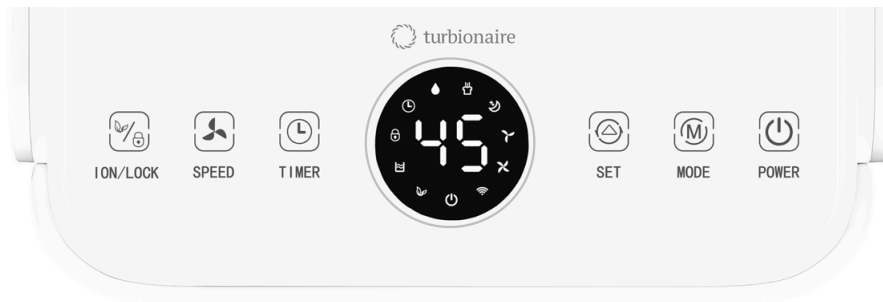 turbionaire
45
ION/LOCK
SPEED
TIMER
SET
M
MODE
POWER